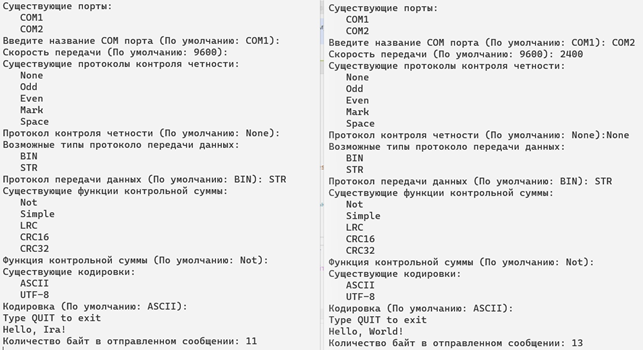 Существующие порты:
COM1
COM2
Введите название COM порта (По умолчанию: COM1):
Скорость передачи (По умолчанию: 9600):
Существующие протоколы контроля четности:
None
Odd
Even
Mark
Space
Протокол контроля четности (По умолчанию: None):
Возможные типы протоколо передачи данных:
BIN
STR
Протокол передачи данных (По умолчанию: BIN): STR
Существующие функции контрольной суммы:
Not
Simple
LRC
CRC16
CRC32
Функция контрольной суммы (По умолчанию: Not):
Существующие кодировки:
ASCII
UTF-8
Кодировка (По умолчанию: ASCII):
Type QUIT to exit
Hello, Ira!
Количество байт в отправленном сообщении: 11
Существующие порты:
COM1
COM2
Введите название COM порта (По умолчанию: COM1): COM2
Скорость передачи (По умолчанию: 9600): 2400
Существующие протоколы контроля четности:
None
Odd
Even
Mark
Space
Протокол контроля четности (По умолчанию: None):None
Возможные типы протоколо передачи данных:
BIN
STR
Протокол передачи данных (По умолчанию: BIN): STR
Существующие функции контрольной суммы:
Not
Simple
LRC
CRC16
CRC32
Функция контрольной суммы (По умолчанию: Not):
Существующие кодировки:
ASCII
UTF-8
Кодировка (По умолчанию: ASCII):
Type QUIT to exit
Hello, World!
Количество байт в отправленном сообщении: 13